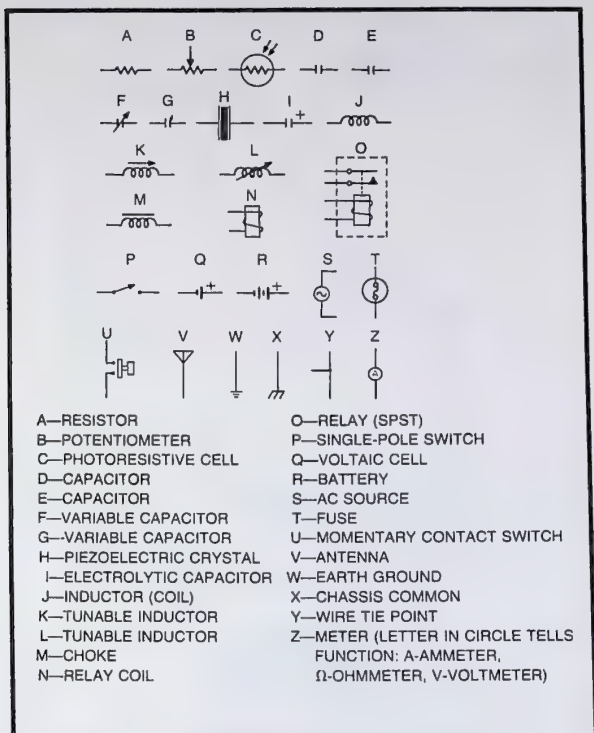 A B C D E
F G H I J
+
K L O
M N
P Q R S T
+ +
U V W X Y Z
A
A—RESISTOR
B—POTENTIOMETER
C—PHOTORESISTIVE CELL
D—CAPACITOR
E—CAPACITOR
F—VARIABLE CAPACITOR
G—VARIABLE CAPACITOR
H—PIEZOELECTRIC CRYSTAL
I—ELECTROLYTIC CAPACITOR
J—INDUCTOR (COIL)
K—TUNABLE INDUCTOR
L—TUNABLE INDUCTOR
M—CHOKE
N—RELAY COIL
O—RELAY (SPST)
P—SINGLE-POLE SWITCH
Q—VOLTAIC CELL
R—BATTERY
S—AC SOURCE
T—FUSE
U—MOMENTARY CONTACT SWITCH
V—ANTENNA
W—EARTH GROUND
X—CHASSIS COMMON
Y—WIRE TIE POINT
Z—METER (LETTER IN CIRCLE TELLS
FUNCTION: A-AMMETER,
Ω-OHMMETER, V-VOLTMETER)